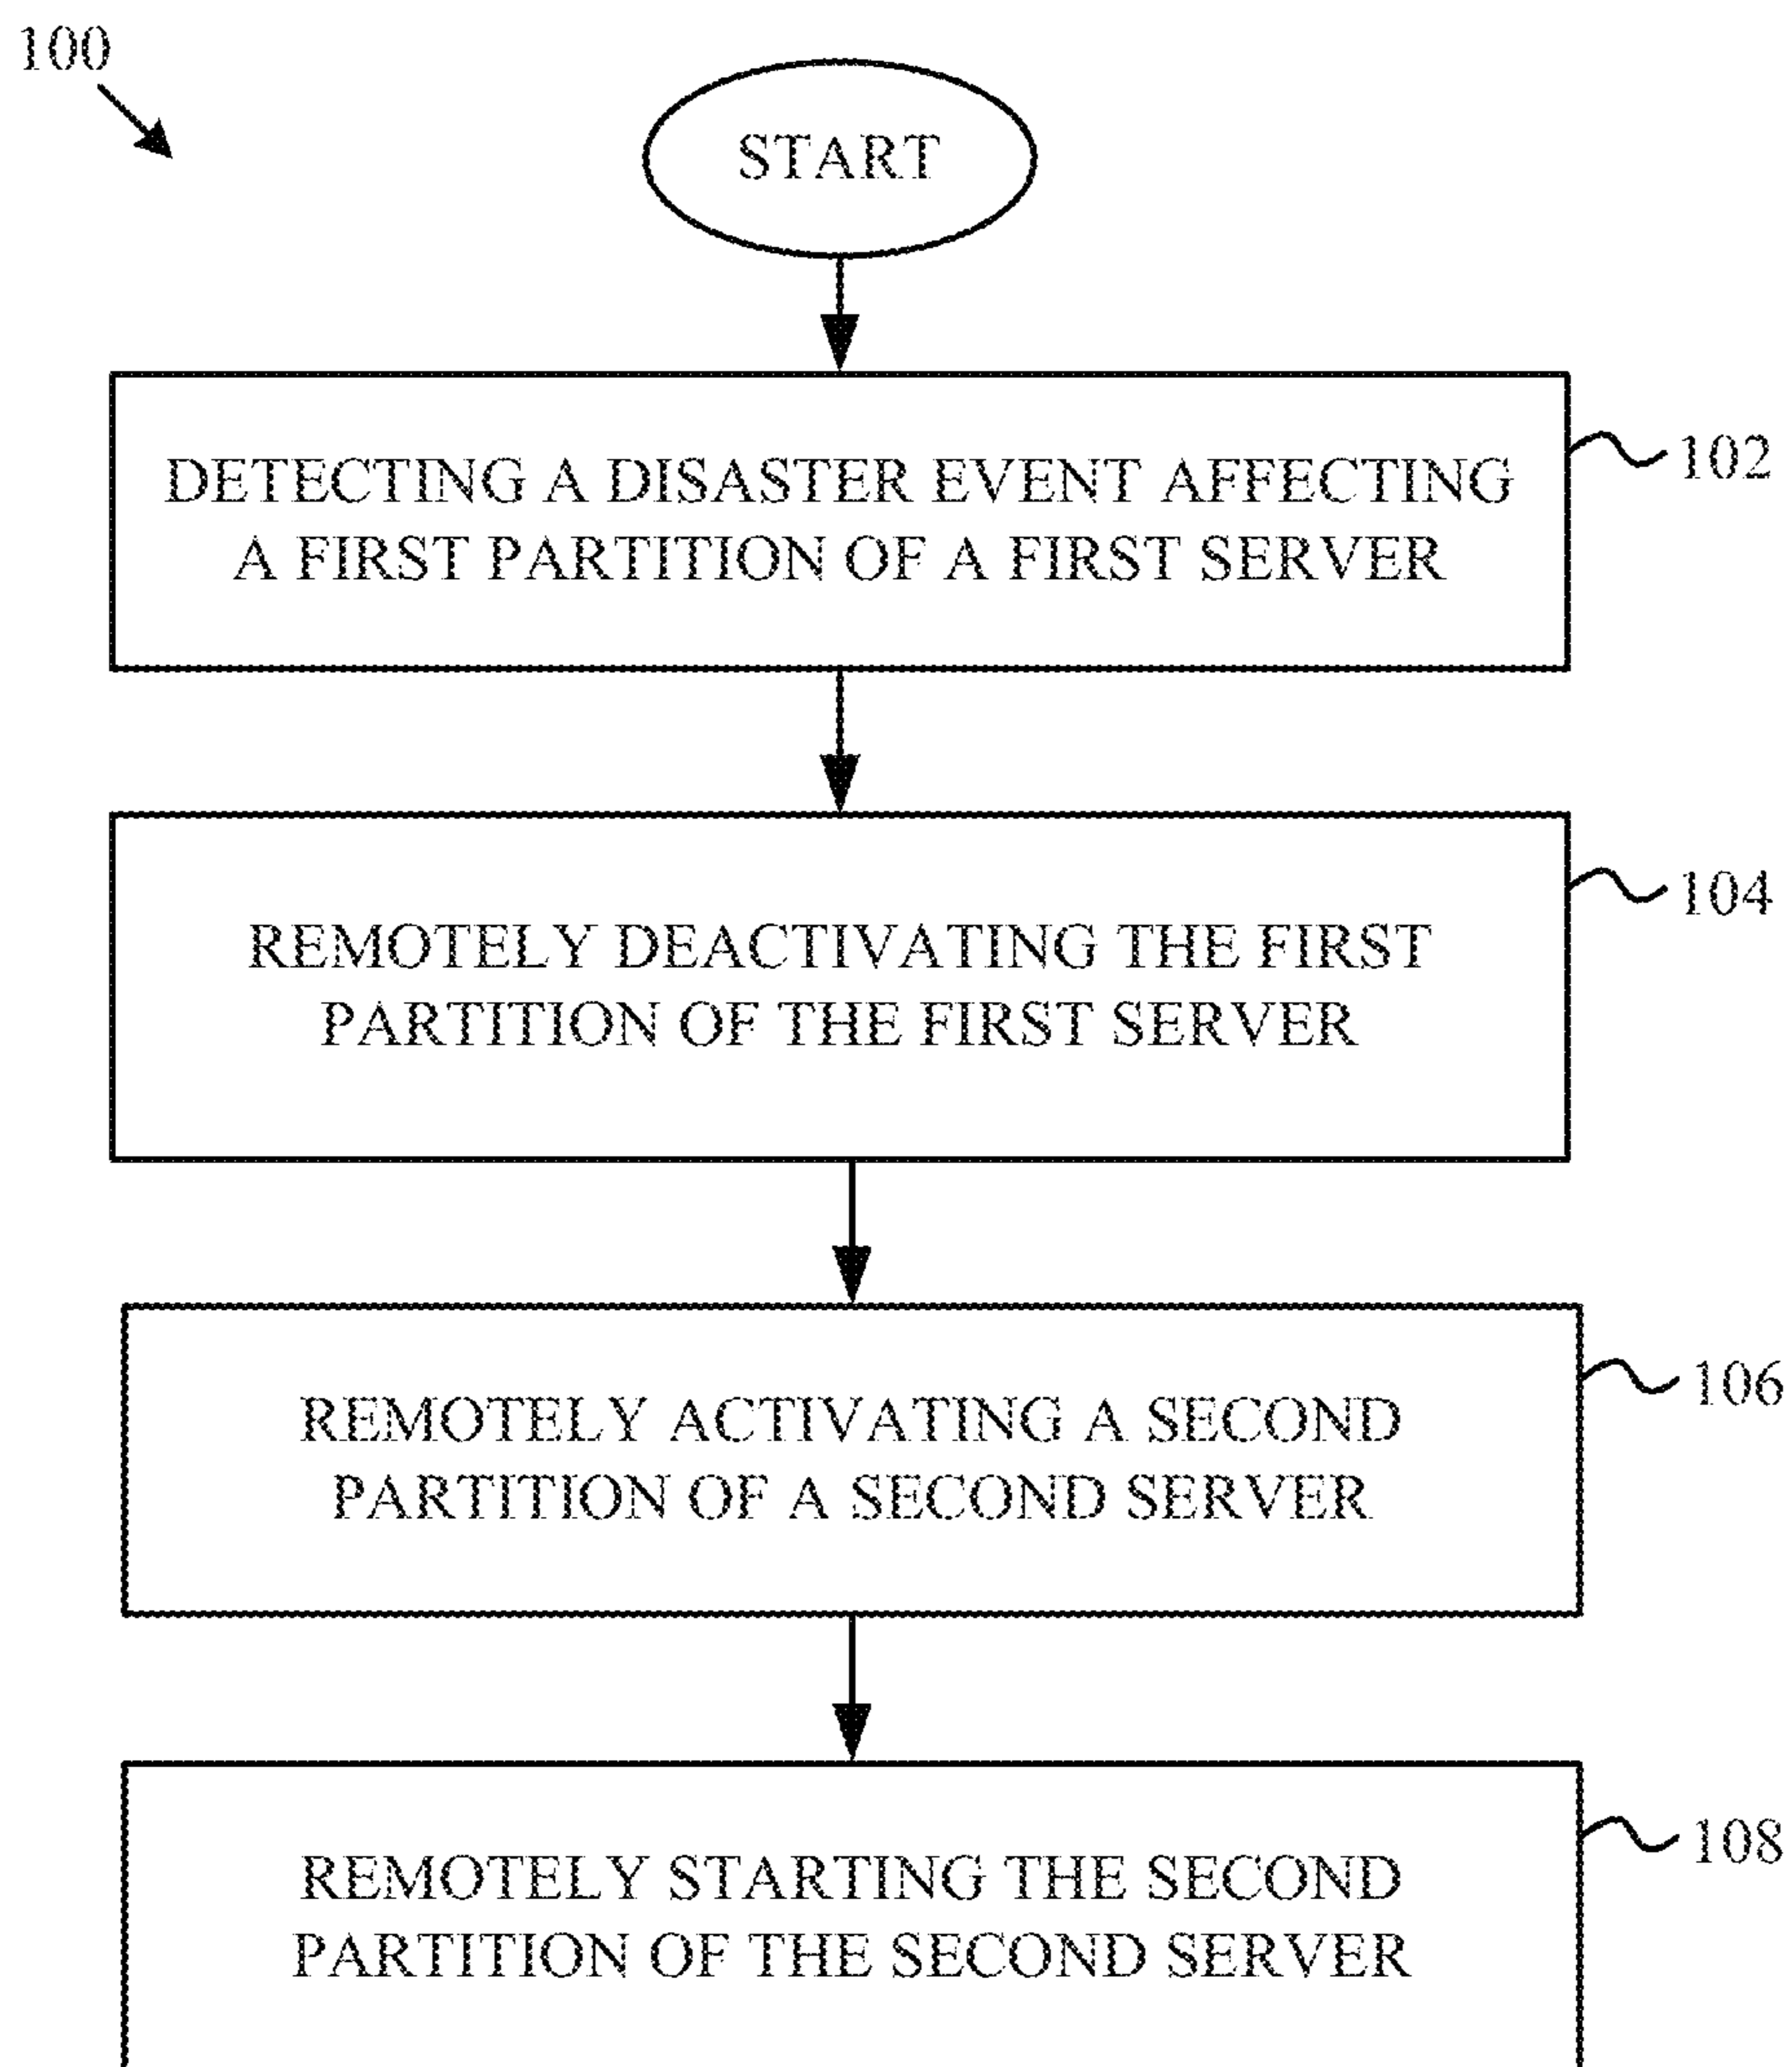 100
START
DETECTING A DISASTER EVENT AFFECTING
A FIRST PARTITION OF A FIRST SERVER
102
REMOTELY DEACTIVATING THE FIRST
PARTITION OF THE FIRST SERVER
104
REMOTELY ACTIVATING A SECOND
PARTITION OF A SECOND SERVER
106
REMOTELY STARTING THE SECOND
PARTITION OF THE SECOND SERVER
108